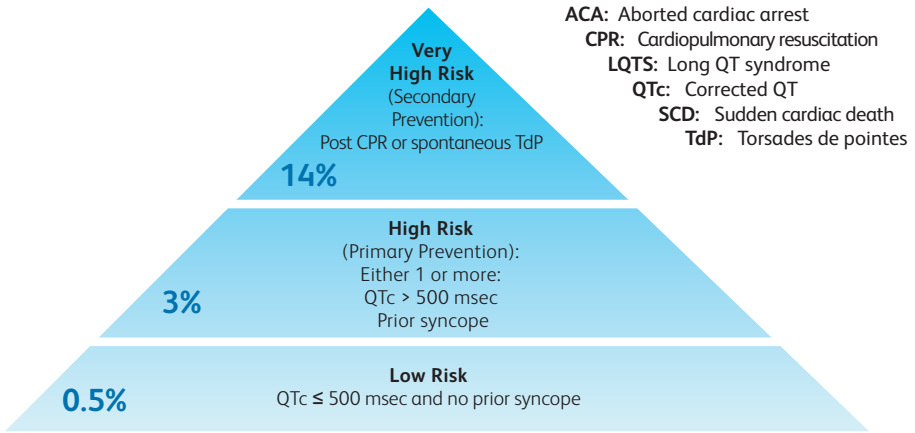 Very
High Risk
(Secondary
Prevention):
Post CPR or spontaneous TdP
14%
High Risk
(Primary Prevention):
Either 1 or more:
QTc > 500 msec
Prior syncope
3%
Low Risk
QTc ≤ 500 msec and no prior syncope
0.5%
ACA: Aborted cardiac arrest
CPR: Cardiopulmonary resuscitation
LQTS: Long QT syndrome
QTc: Corrected QT
SCD: Sudden cardiac death
TdP: Torsades de pointes